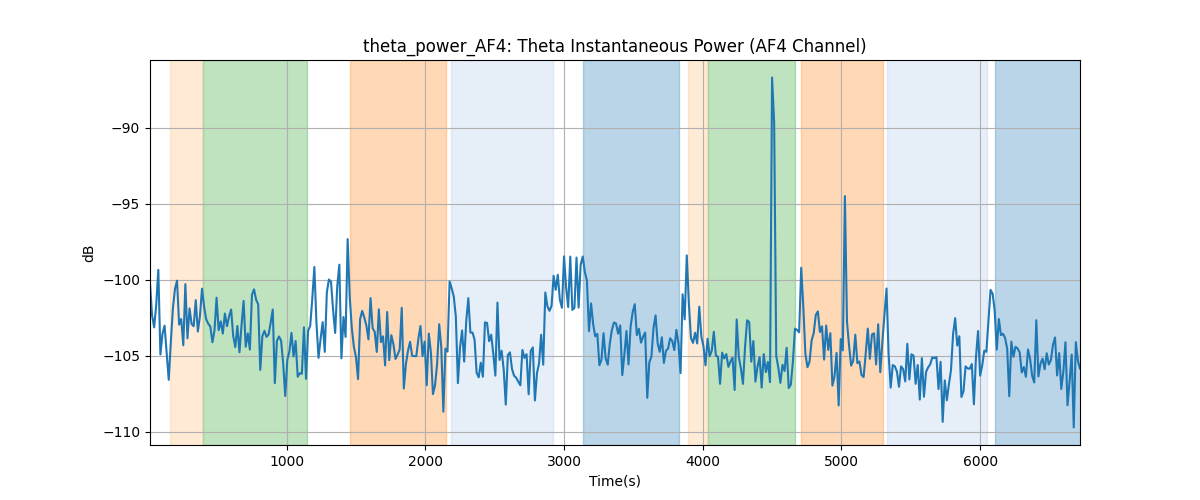 theta_power_AF4: Theta Instantaneous Power (AF4 Channel)
dB
−90
−95
−100
−105
−110
1000 2000 3000 4000 5000 6000
Time(s)